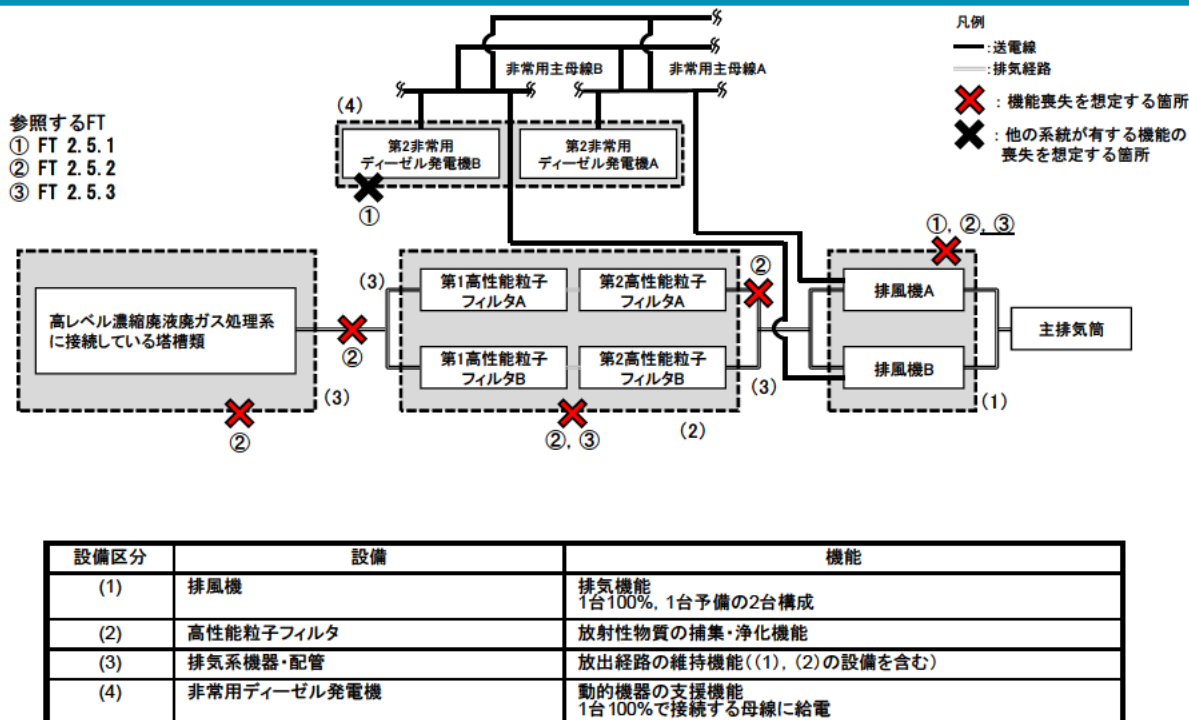 凡例
━:送電線
═:排気経路
:機能喪失を想定する箇所
:他の系統が有する機能の
喪失を想定する箇所
非常用主母線B
非常用主母線A
参照するFT
① FT 2.5.1
② FT 2.5.2
③ FT 2.5.3
(4)
第2非常用
ディーゼル発電機B
第2非常用
ディーゼル発電機A
①
①, ②, ③
高レベル濃縮廃液廃ガス処理系
に接続している塔槽類
②
(3)
②
(3)
第1高性能粒子
フィルタA
第2高性能粒子
フィルタA
第1高性能粒子
フィルタB
第2高性能粒子
フィルタB
②
(3)
②, ③
(2)
排風機A
排風機B
(1)
主排気筒
設備区分 設備 機能
(1) 排風機 排気機能
1台100%, 1台予備の2台構成
(2) 高性能粒子フィルタ 放射性物質の捕集・浄化機能
(3) 排気系機器・配管 放出経路の維持機能((1), (2)の設備を含む)
(4) 非常用ディーゼル発電機 動的機器の支援機能
1台100%で接続する母線に給電